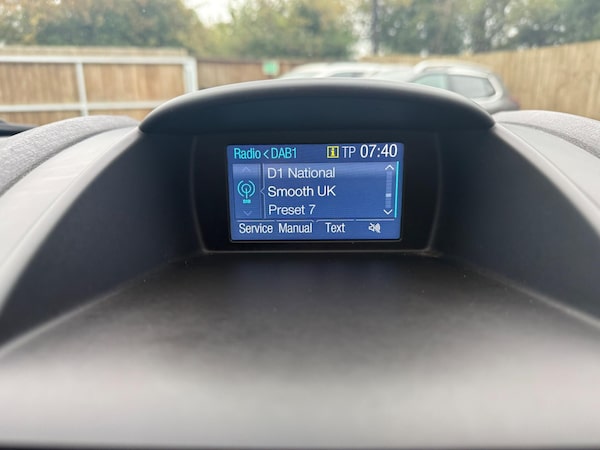 Radio < DAB1 i TP 07:40
D1 National
Smooth UK
Preset 7
Service Manual Text